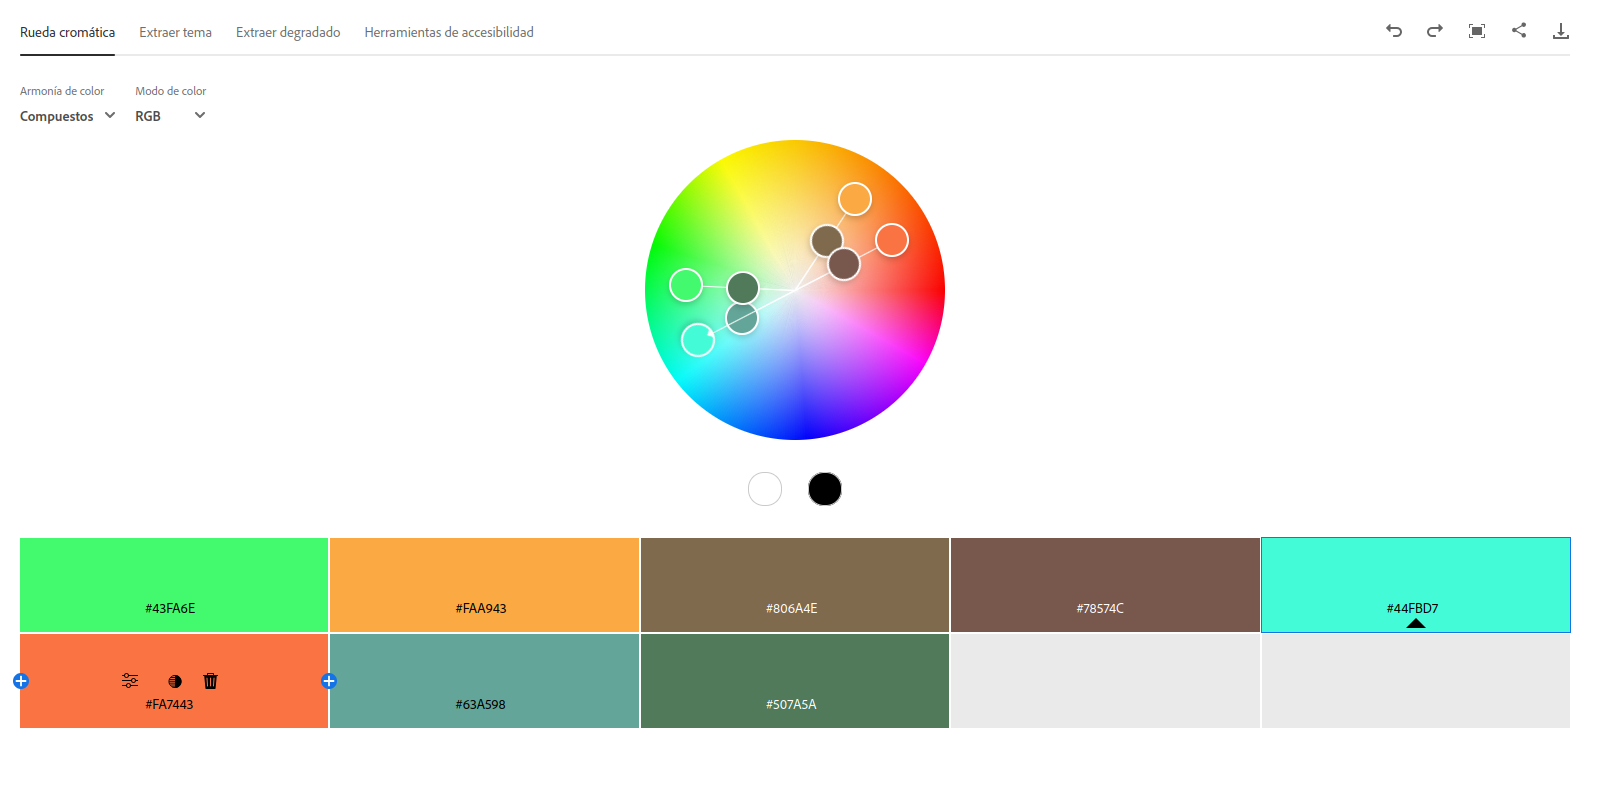 Rueda cromática Extraer tema Extraer degradado Herramientas de accesibilidad
Armonía de color Modo de color
Compuestos RGB
#43FA6E #FAA943 #806A4E #78574C #44FBD7
#FA7443 #63A598 #507A5A